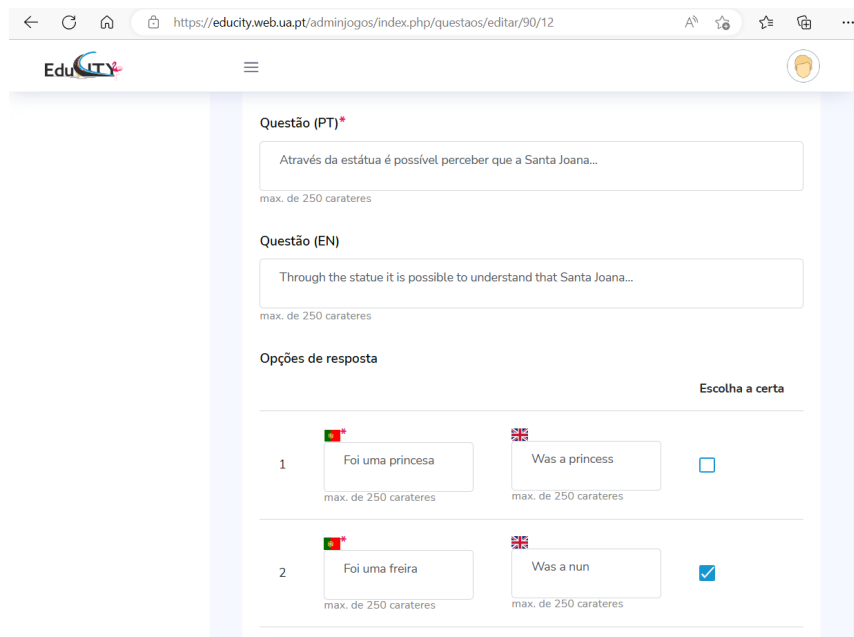 https://educity.web.ua.pt/adminjogos/index.php/questaos/editar/90/12
EduCITY
Questão (PT)*
Através da estátua é possível perceber que a Santa Joana...
max. de 250 carateres
Questão (EN)
Through the statue it is possible to understand that Santa Joana...
max. de 250 carateres
Opções de resposta
Escolha a certa
*
1 Foi uma princesa Was a princess
max. de 250 carateres max. de 250 carateres
*
2 Foi uma freira Was a nun
max. de 250 carateres max. de 250 carateres